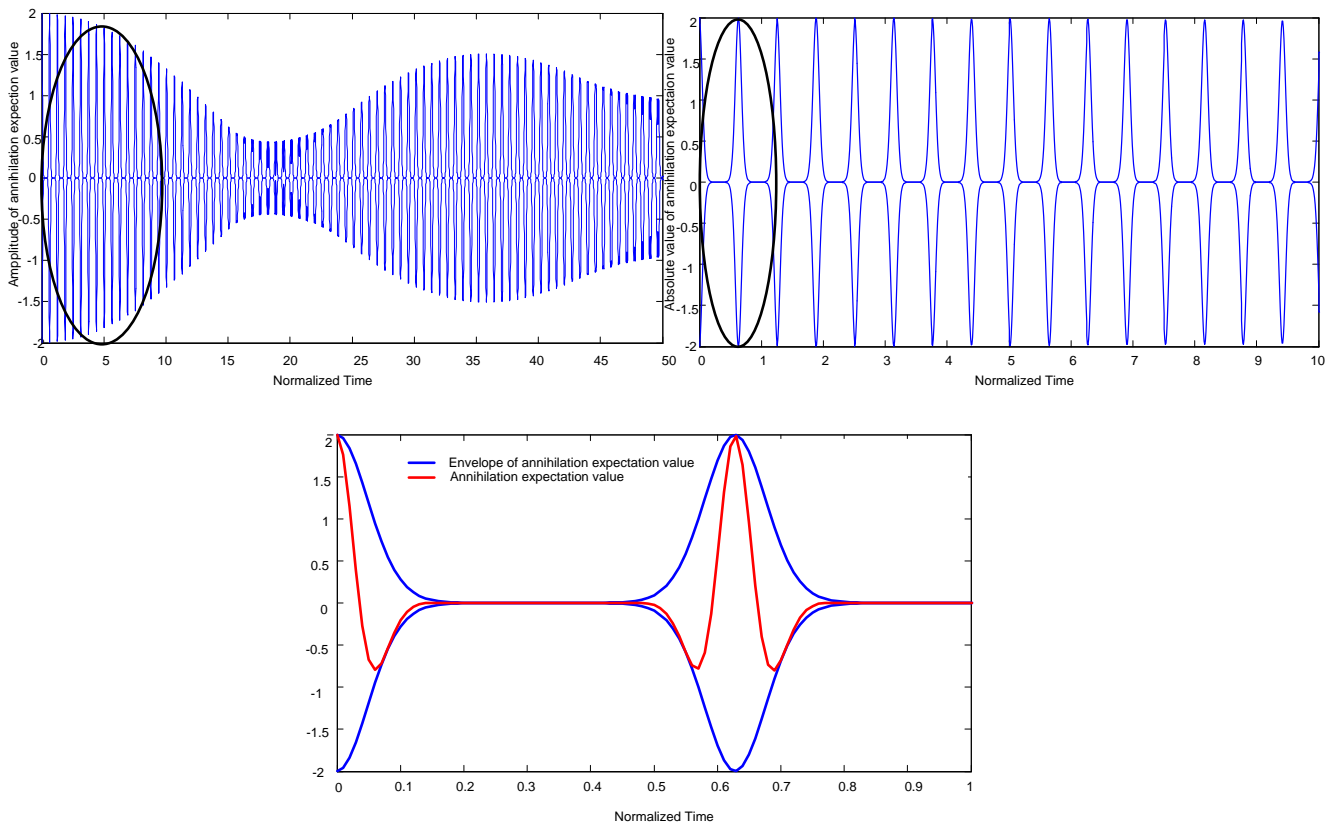 Ampplitude of annihilation expection value
2
1.5
1
0.5
0
-0.5
-1
-1.5
-2
0 5 10 15 20 25 30 35 40 45 50
Normalized Time
Absolute value of annihilation expectaion value
2
1.5
1
0.5
0
-0.5
-1
-1.5
-2
0 1 2 3 4 5 6 7 8 9 10
Normalized Time
2
1.5
1
0.5
0
-0.5
-1
-1.5
-2
Envelope of annihilation expectation value
Annihilation expectation value
0 0.1 0.2 0.3 0.4 0.5 0.6 0.7 0.8 0.9 1
Normalized Time